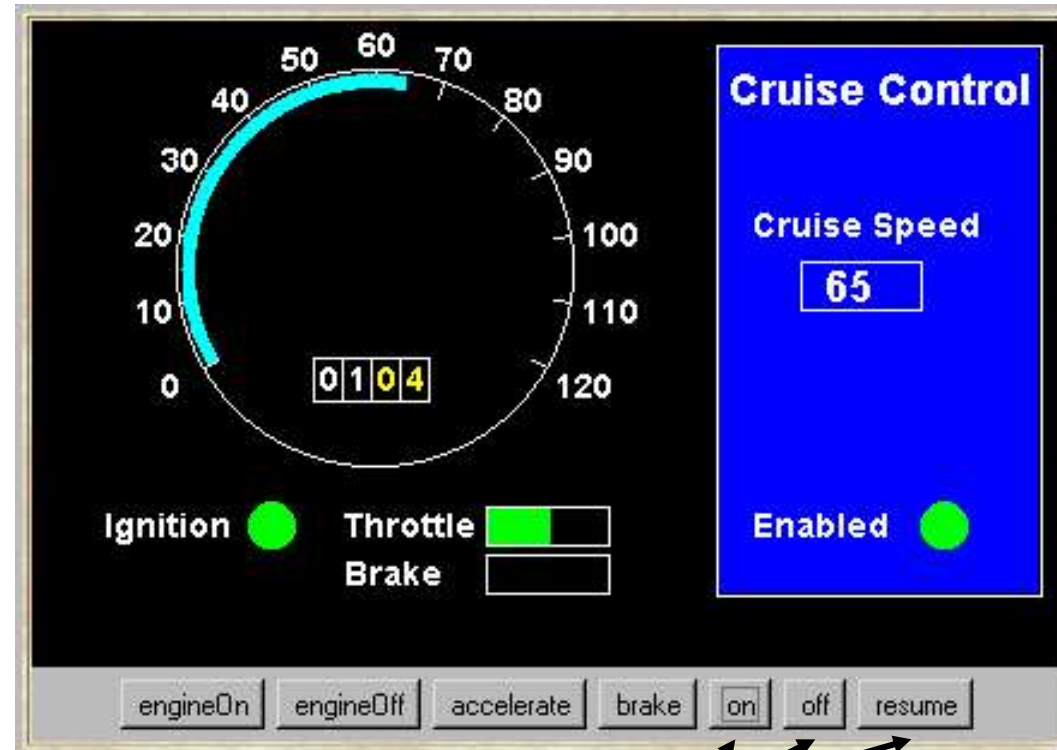 60
50
70
40
80
30
90
20
100
10
110
0
120
0104
Ignition
Throttle
Brake
Cruise Control
Cruise Speed
65
Enabled
engineOn engineOff accelerate brake on off resume